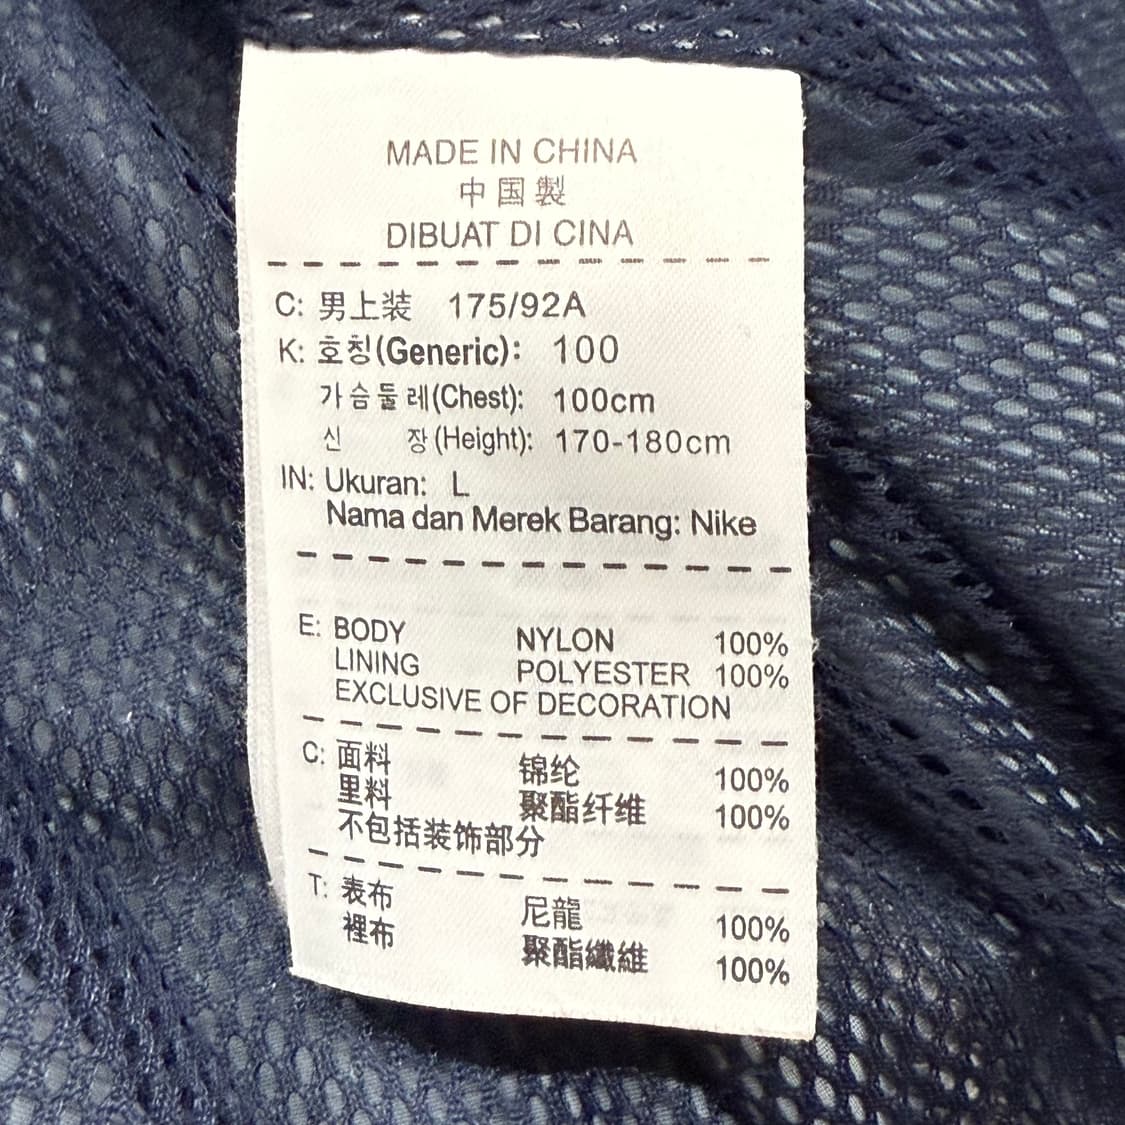 MADE IN CHINA
中国製
DIBUAT DI CINA
C: 男上装 175/92A
K: 호칭(Generic): 100
가슴둘레(Chest): 100cm
신 장(Height): 170-180cm
IN: Ukuran: L
Nama dan Merek Barang: Nike
E: BODY NYLON 100%
LINING POLYESTER 100%
EXCLUSIVE OF DECORATION
C: 面料 锦纶 100%
里料 聚酯纤维 100%
不包括装饰部分
T: 表布 尼龍 100%
裡布 聚酯纖維 100%